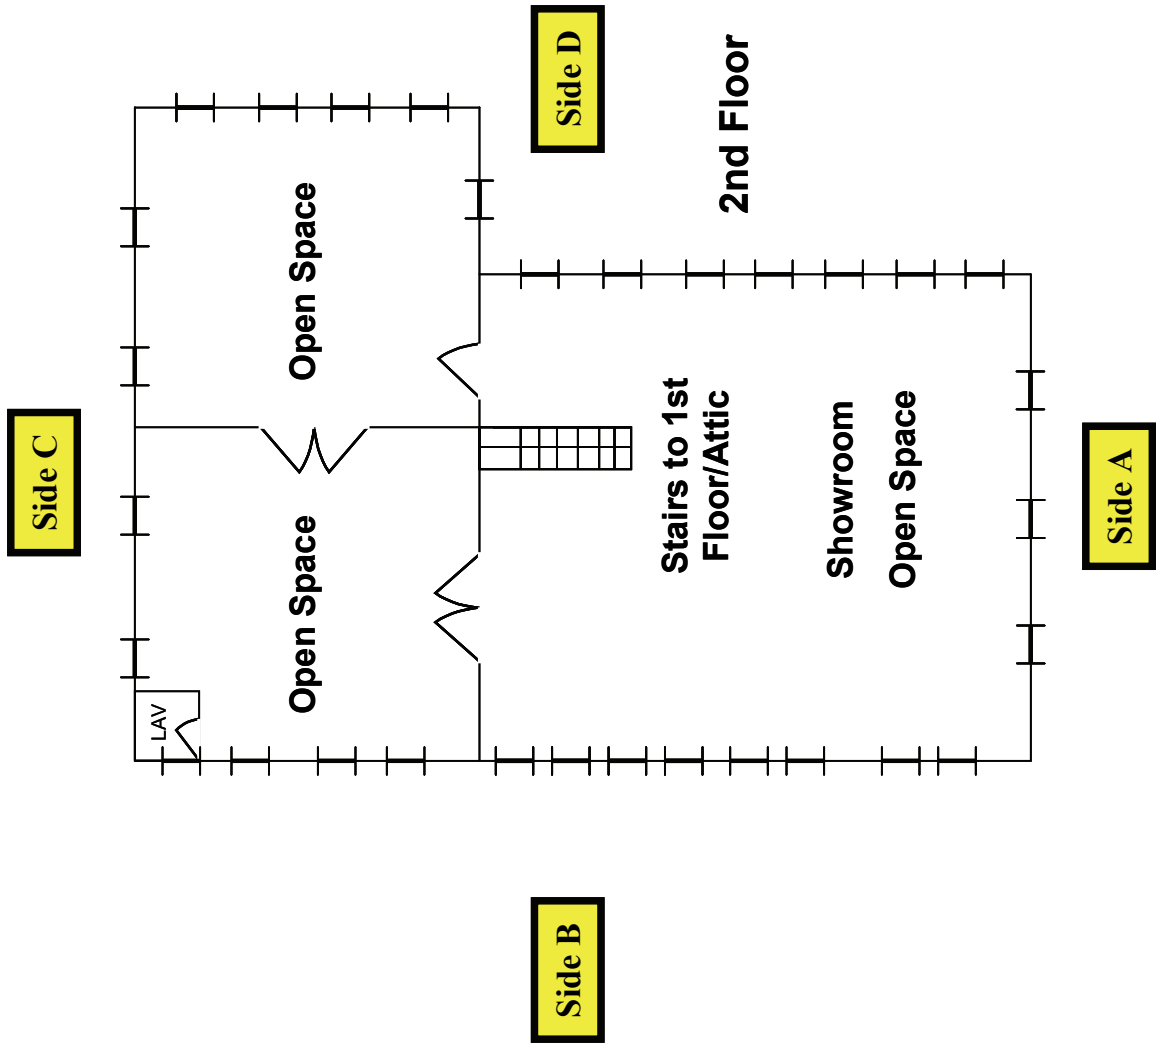 Side C
Side D
2nd Floor
Open Space
Open Space
LAV
Stairs to 1st
Floor/Attic
Showroom
Open Space
Side A
Side B